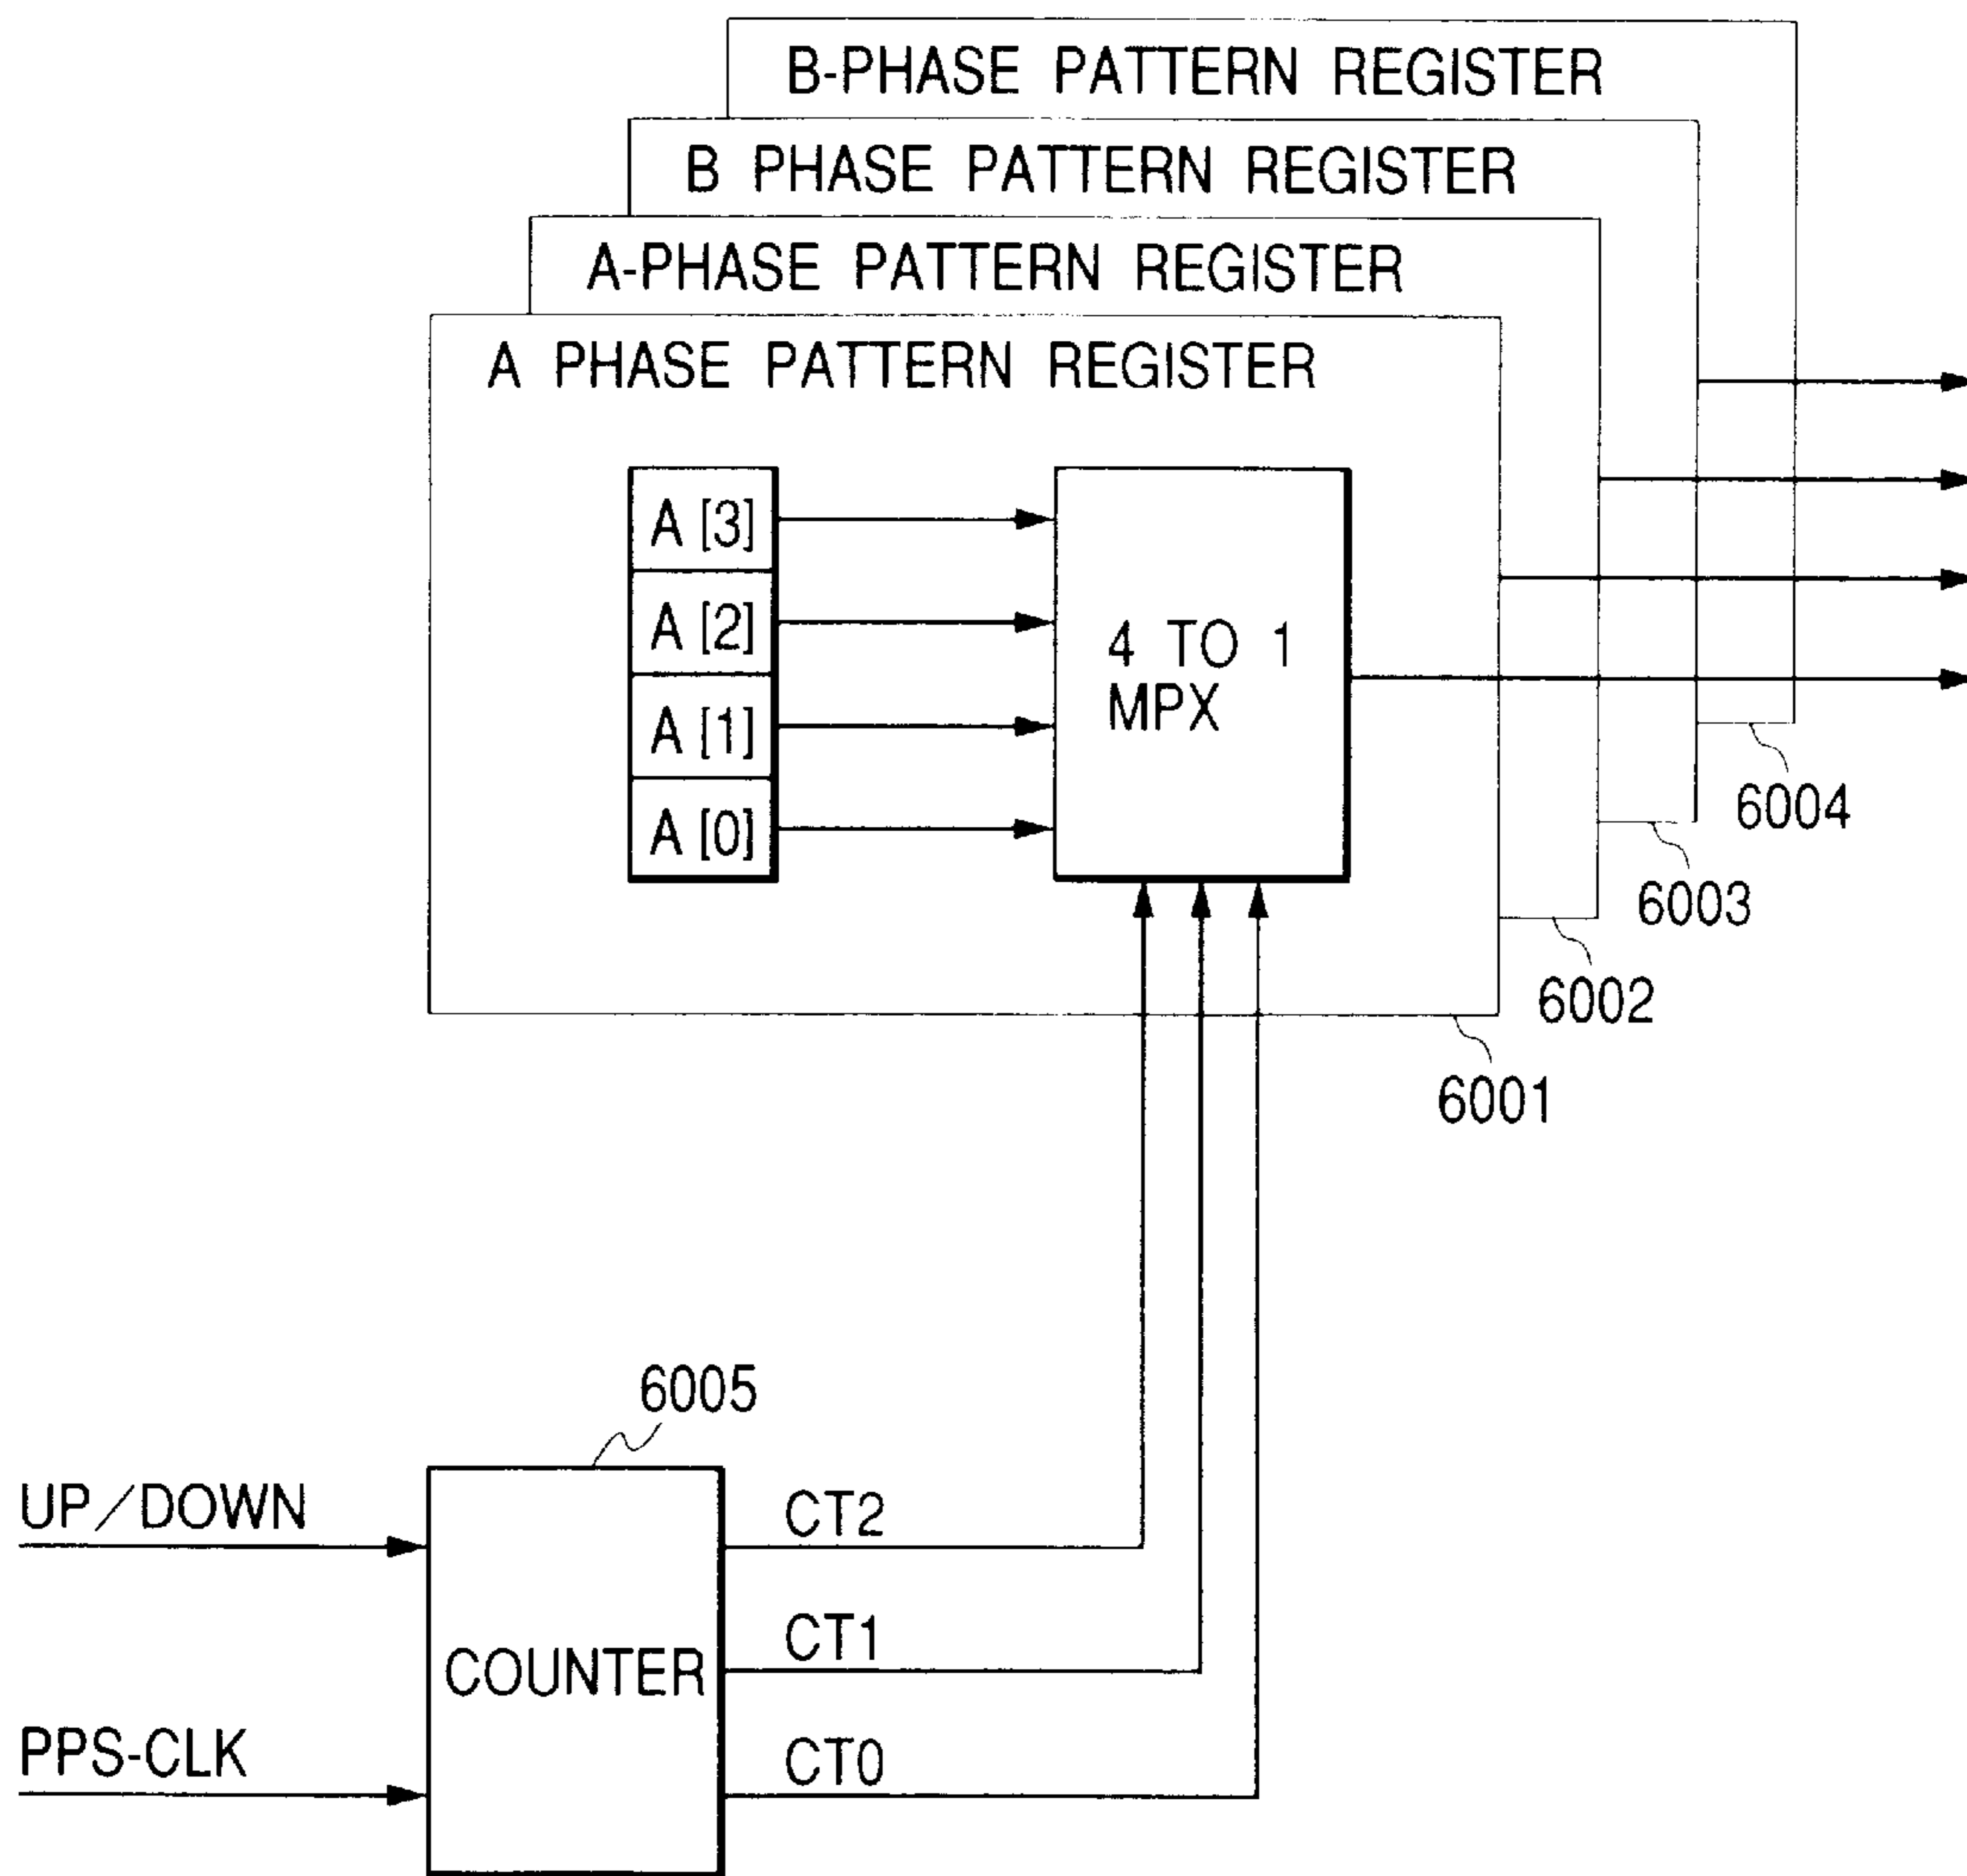 B-PHASE PATTERN REGISTER
B PHASE PATTERN REGISTER
A-PHASE PATTERN REGISTER
A PHASE PATTERN REGISTER
A [3]
A [2]
A [1]
A [0]
4 TO 1
MPX
6004
6003
6002
6001
6005
UP/DOWN
CT2
CT1
COUNTER
PPS-CLK
CT0